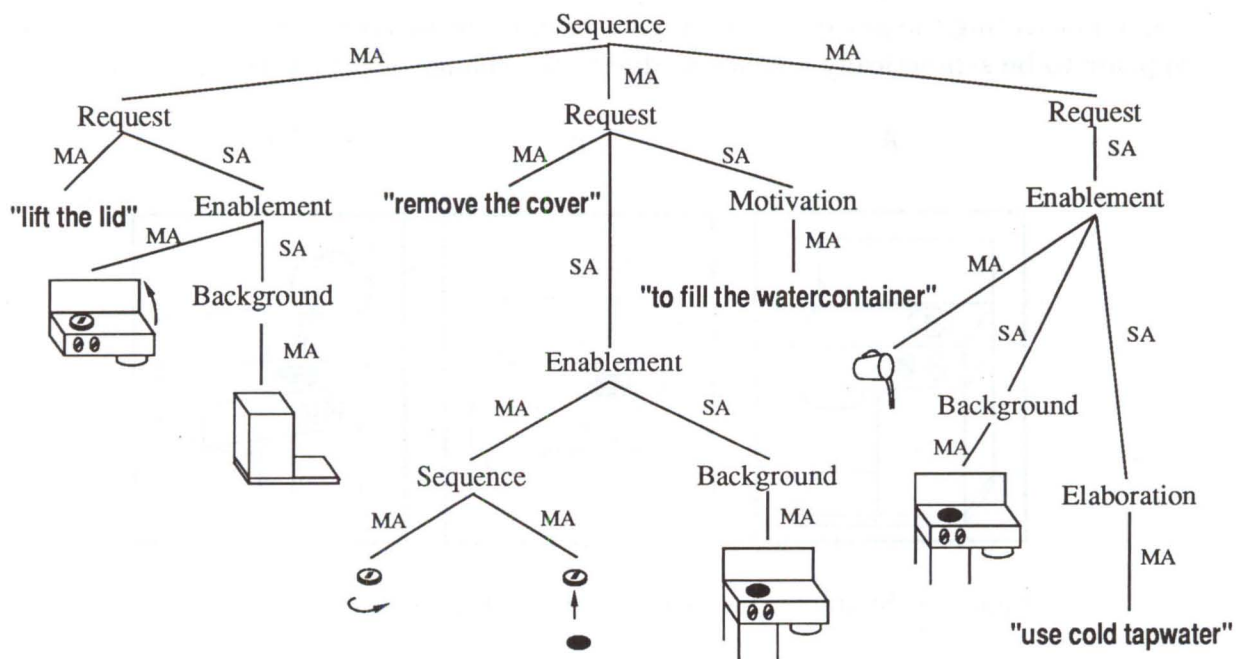 Sequence
MA MA MA
Request Request Request
MA SA MA SA SA
"lift the lid" Enablement "remove the cover" Motivation Enablement
MA SA SA MA MA
Background "to fill the watercontainer" SA SA
MA Enablement
MA SA Background
MA
Sequence Background Elaboration
MA MA MA MA
"use cold tapwater"